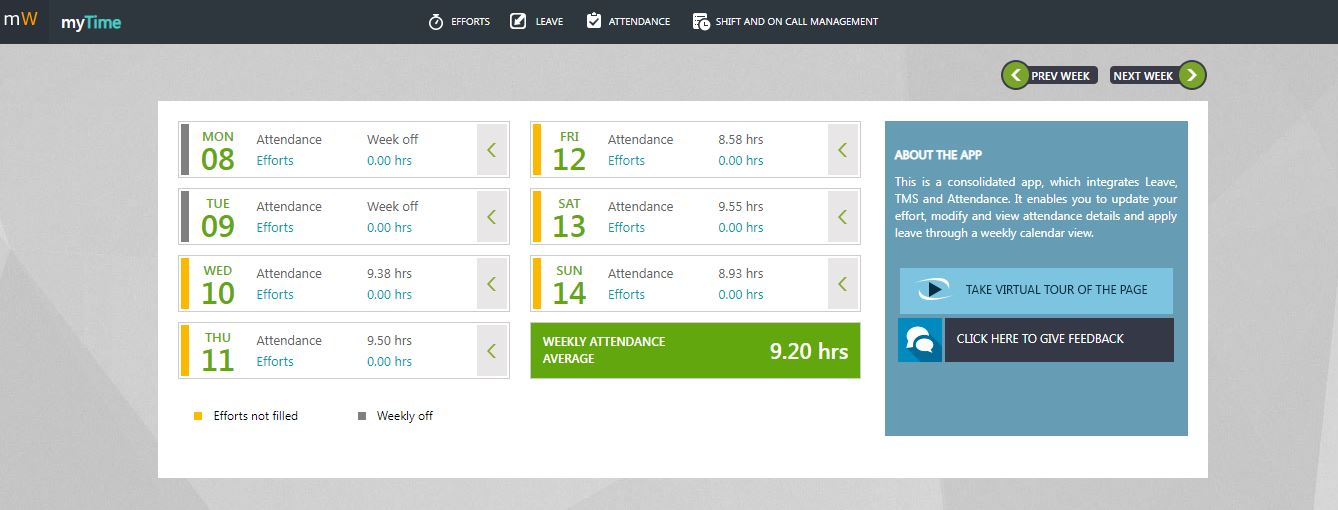 mW
myTime
EFFORTS
LEAVE
ATTENDANCE
SHIFT AND ON CALL MANAGEMENT
PREV WEEK
NEXT WEEK
MON
08
Attendance Week off
Efforts 0.00 hrs
TUE
09
Attendance Week off
Efforts 0.00 hrs
WED
10
Attendance 9.38 hrs
Efforts 0.00 hrs
THU
11
Attendance 9.50 hrs
Efforts 0.00 hrs
FRI
12
Attendance 8.58 hrs
Efforts 0.00 hrs
SAT
13
Attendance 9.55 hrs
Efforts 0.00 hrs
SUN
14
Attendance 8.93 hrs
Efforts 0.00 hrs
WEEKLY ATTENDANCE
AVERAGE
9.20 hrs
Efforts not filled
Weekly off
ABOUT THE APP
This is a consolidated app, which integrates Leave,
TMS and Attendance. It enables you to update your
effort, modify and view attendance details and apply
leave through a weekly calendar view.
TAKE VIRTUAL TOUR OF THE PAGE
CLICK HERE TO GIVE FEEDBACK